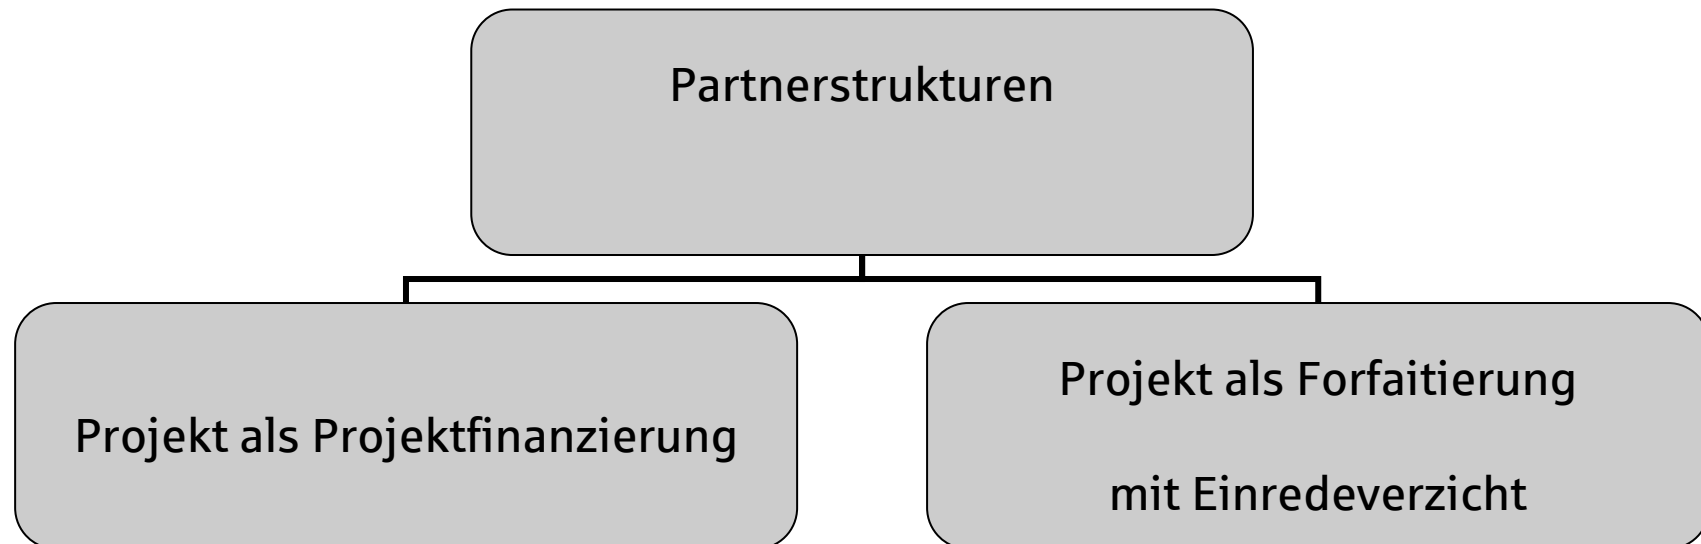 Partnerstrukturen
Projekt als Projektfinanzierung
Projekt als Forfaitierung
mit Einredeverzicht